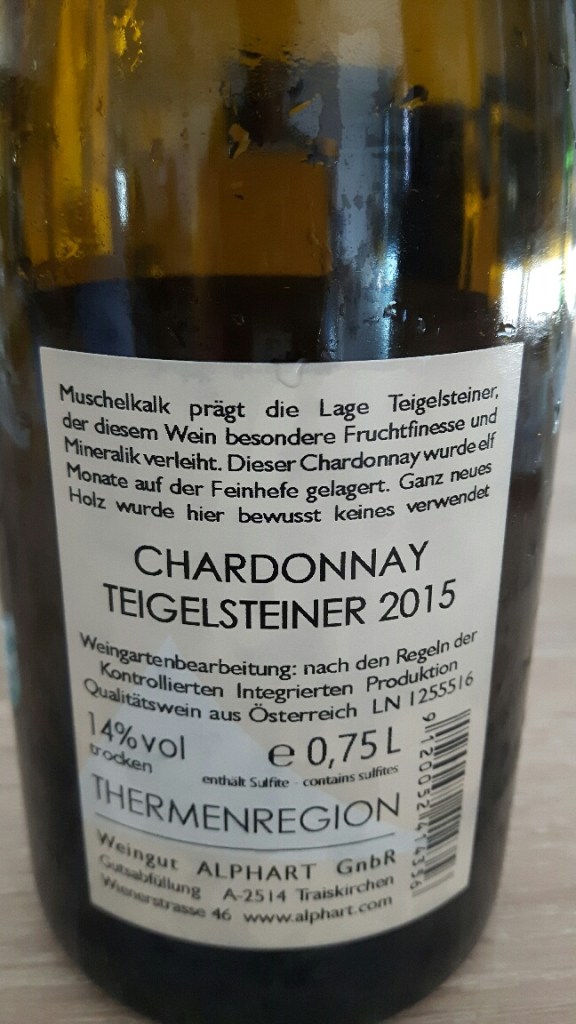 Muschelkalk prägt die Lage Teigelsteiner,
der diesem Wein besondere Fruchtfinesse und
Mineralik verleiht. Dieser Chardonnay wurde elf
Monate auf der Feinhefe gelagert. Ganz neues
Holz wurde hier bewusst keines verwendet
CHARDONNAY
TEIGELSTEINER 2015
Weingartenbearbeitung: nach den Regeln der
Kontrollierten Integrierten Produktion
Qualitätswein aus Österreich LN 1255516
14%vol
trocken
e 0,75 L
enthält Sulfite - contains sulfites
THERMENREGION
Weingut ALPHART GnbR
Gutsabfüllung A-2514 Traiskirchen
Wienerstrasse 46 www.alphart.com